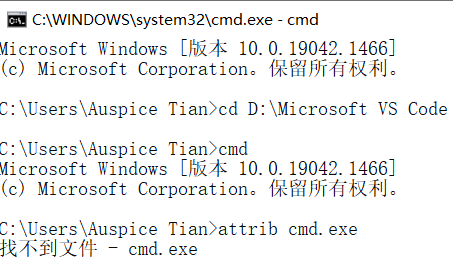 C:\WINDOWS\system32\cmd.exe - cmd
Microsoft Windows [版本 10.0.19042.1466]
(c) Microsoft Corporation。保留所有权利。
C:\Users\Auspice Tian>cd D:\Microsoft VS Code
C:\Users\Auspice Tian>cmd
Microsoft Windows [版本 10.0.19042.1466]
(c) Microsoft Corporation。保留所有权利。
C:\Users\Auspice Tian>attrib cmd.exe
找不到文件 - cmd.exe